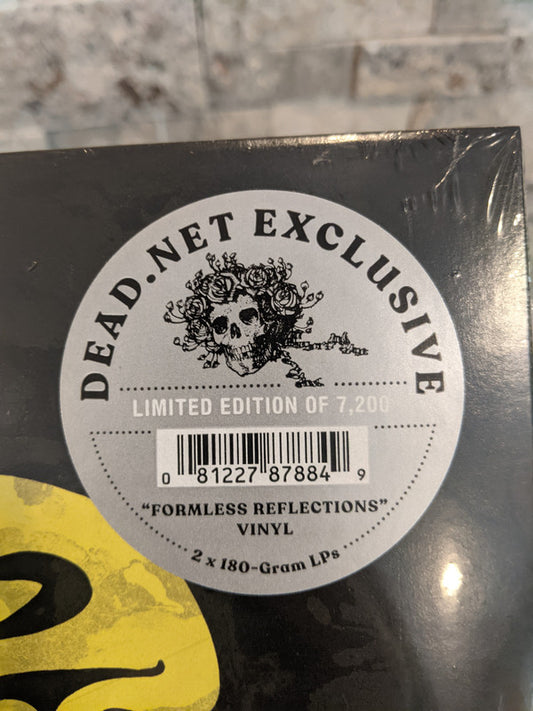 DEAD.NET EXCLUSIVE
LIMITED EDITION OF 7,200
0 81227 87884 9
“FORMLESS REFLECTIONS”
VINYL
2 x 180-Gram LPs